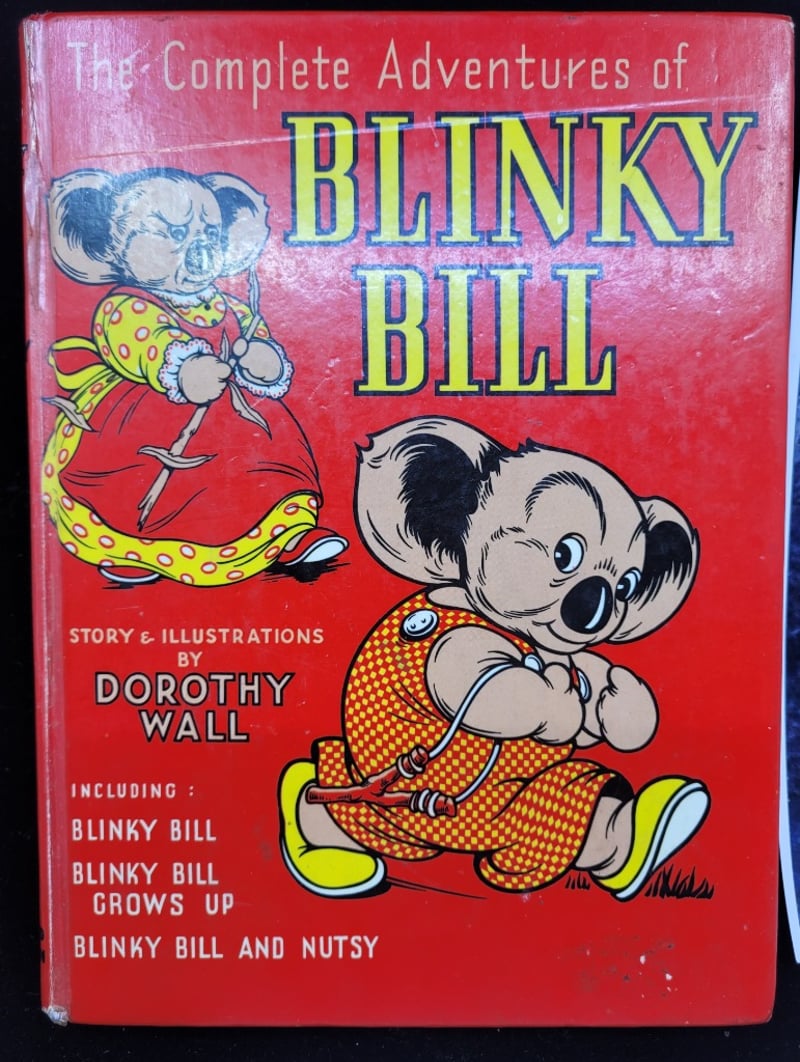 The Complete Adventures of
BLINKY
BILL
STORY & ILLUSTRATIONS
BY
DOROTHY
WALL
INCLUDING :
BLINKY BILL
BLINKY BILL
GROWS UP
BLINKY BILL AND NUTSY